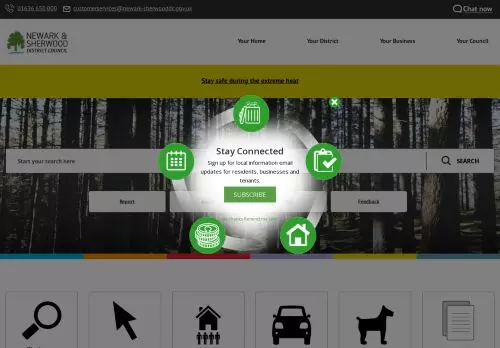 01636 650 000
customerservices@newark-sherwooddc.gov.uk
Chat now
NEWARK &
SHERWOOD
DISTRICT COUNCIL
Your Home
Your District
Your Business
Your Council
Stay safe during the extreme heat
Stay Connected
Sign up for local information email
updates for residents, businesses and
tenants.
SUBSCRIBE
Start your search here
SEARCH
Report
Feedback